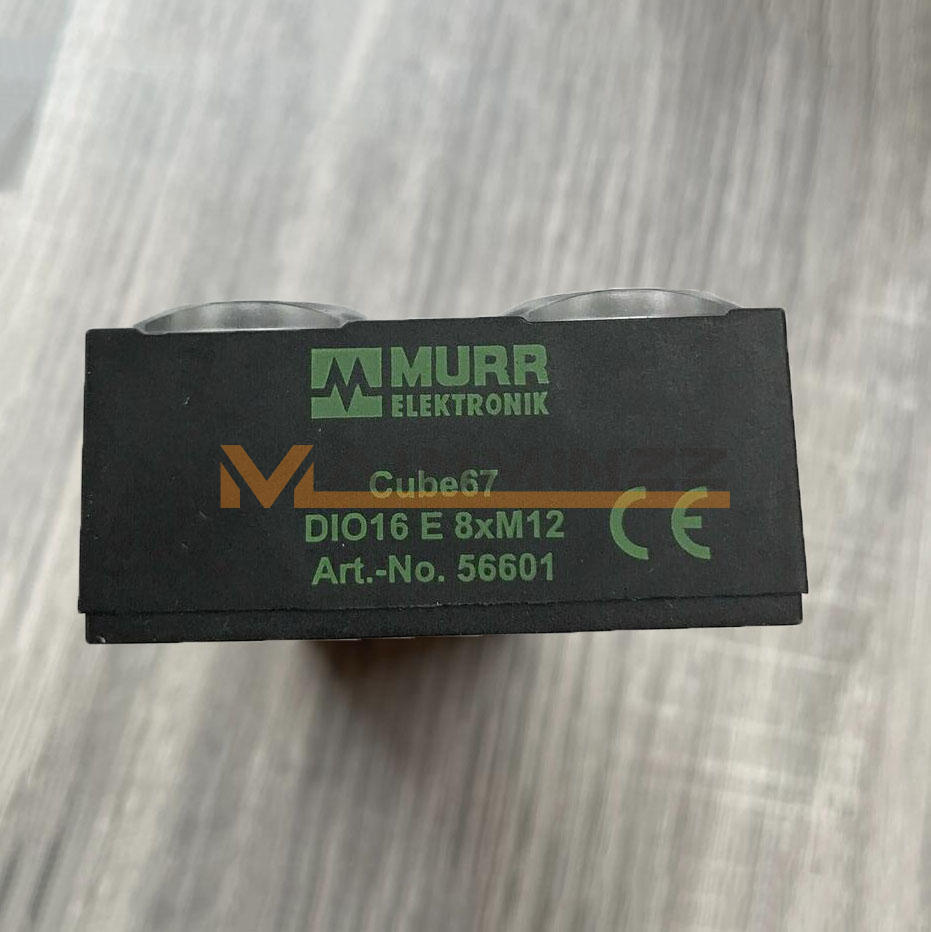 MURR
ELEKTRONIK
Cube67
DIO16 E 8xM12
Art.-No. 56601
CE